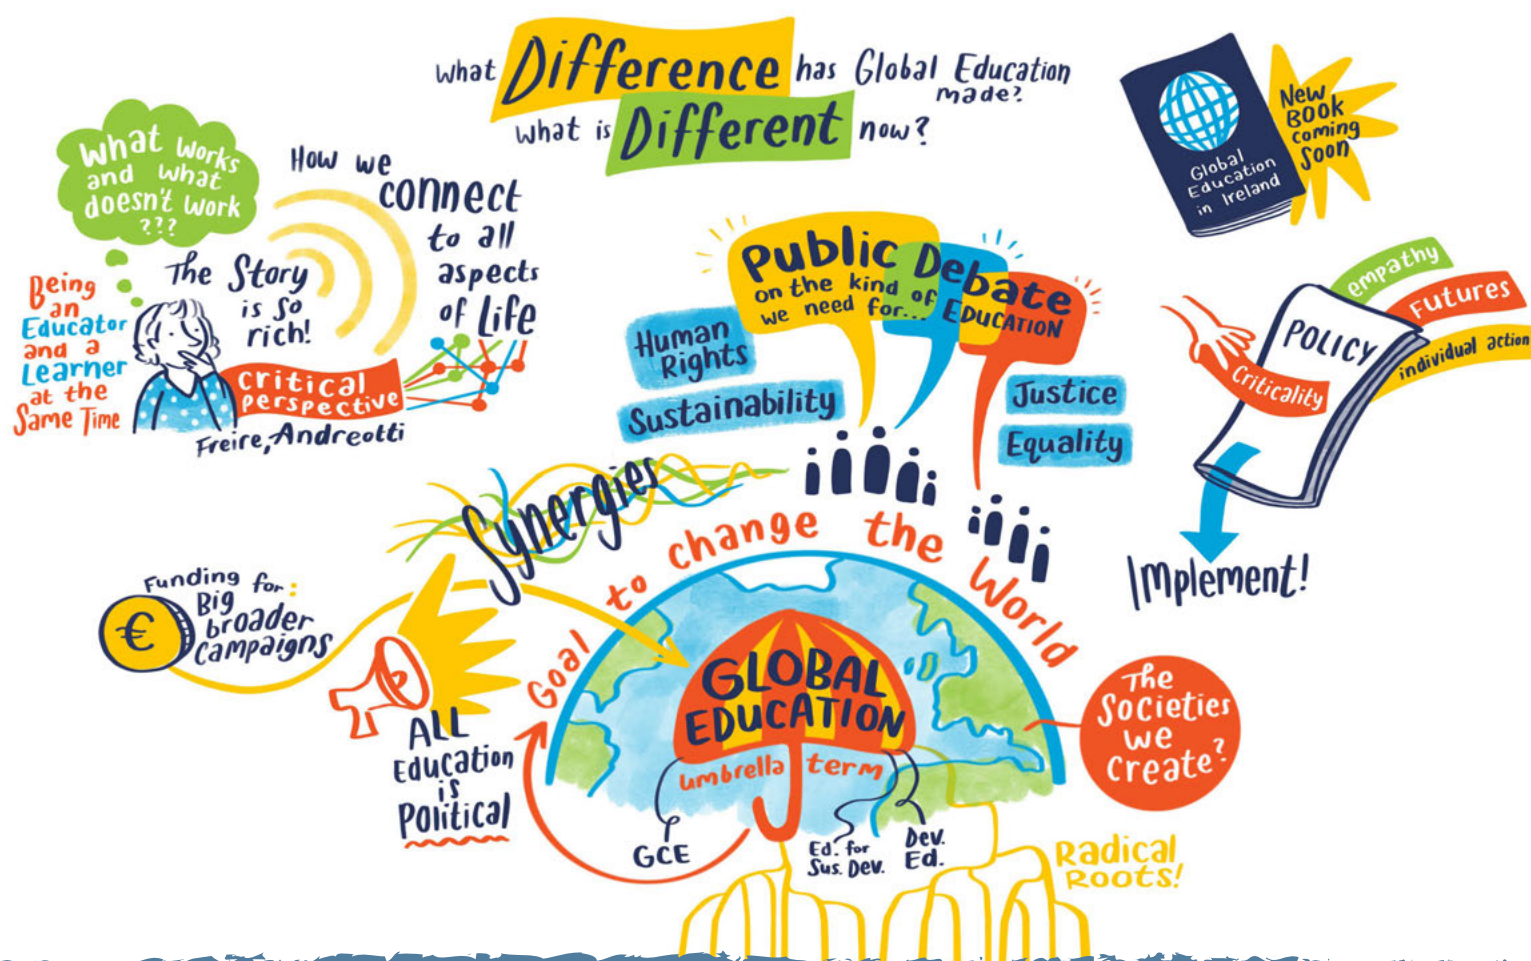 What Difference has Global Education
made?
What is Different now?
New
BOOK
coming
Soon
Global
Education
in Ireland
What works
and what
doesn't work
???
How we
connect
to all
aspects
of Life
The Story
is so
rich!
Being
an
Educator
and a
Learner
at the
Same Time
critical
perspective
Freire, Andreotti
Public Debate
on the kind of EDUCATION
we need for...
Human
Rights
Sustainability
Justice
Equality
empathy
Futures
individual action
POLICY
Criticality
Implement!
Synergies
Funding for:
Big
broader
campaigns
€
ALL
Education
is
Political
Goal to change the World
GLOBAL
EDUCATION
umbrella term
GCE
Ed. for
Sus. Dev.
Dev.
Ed.
The
Societies
we
Create?
Radical
Roots!